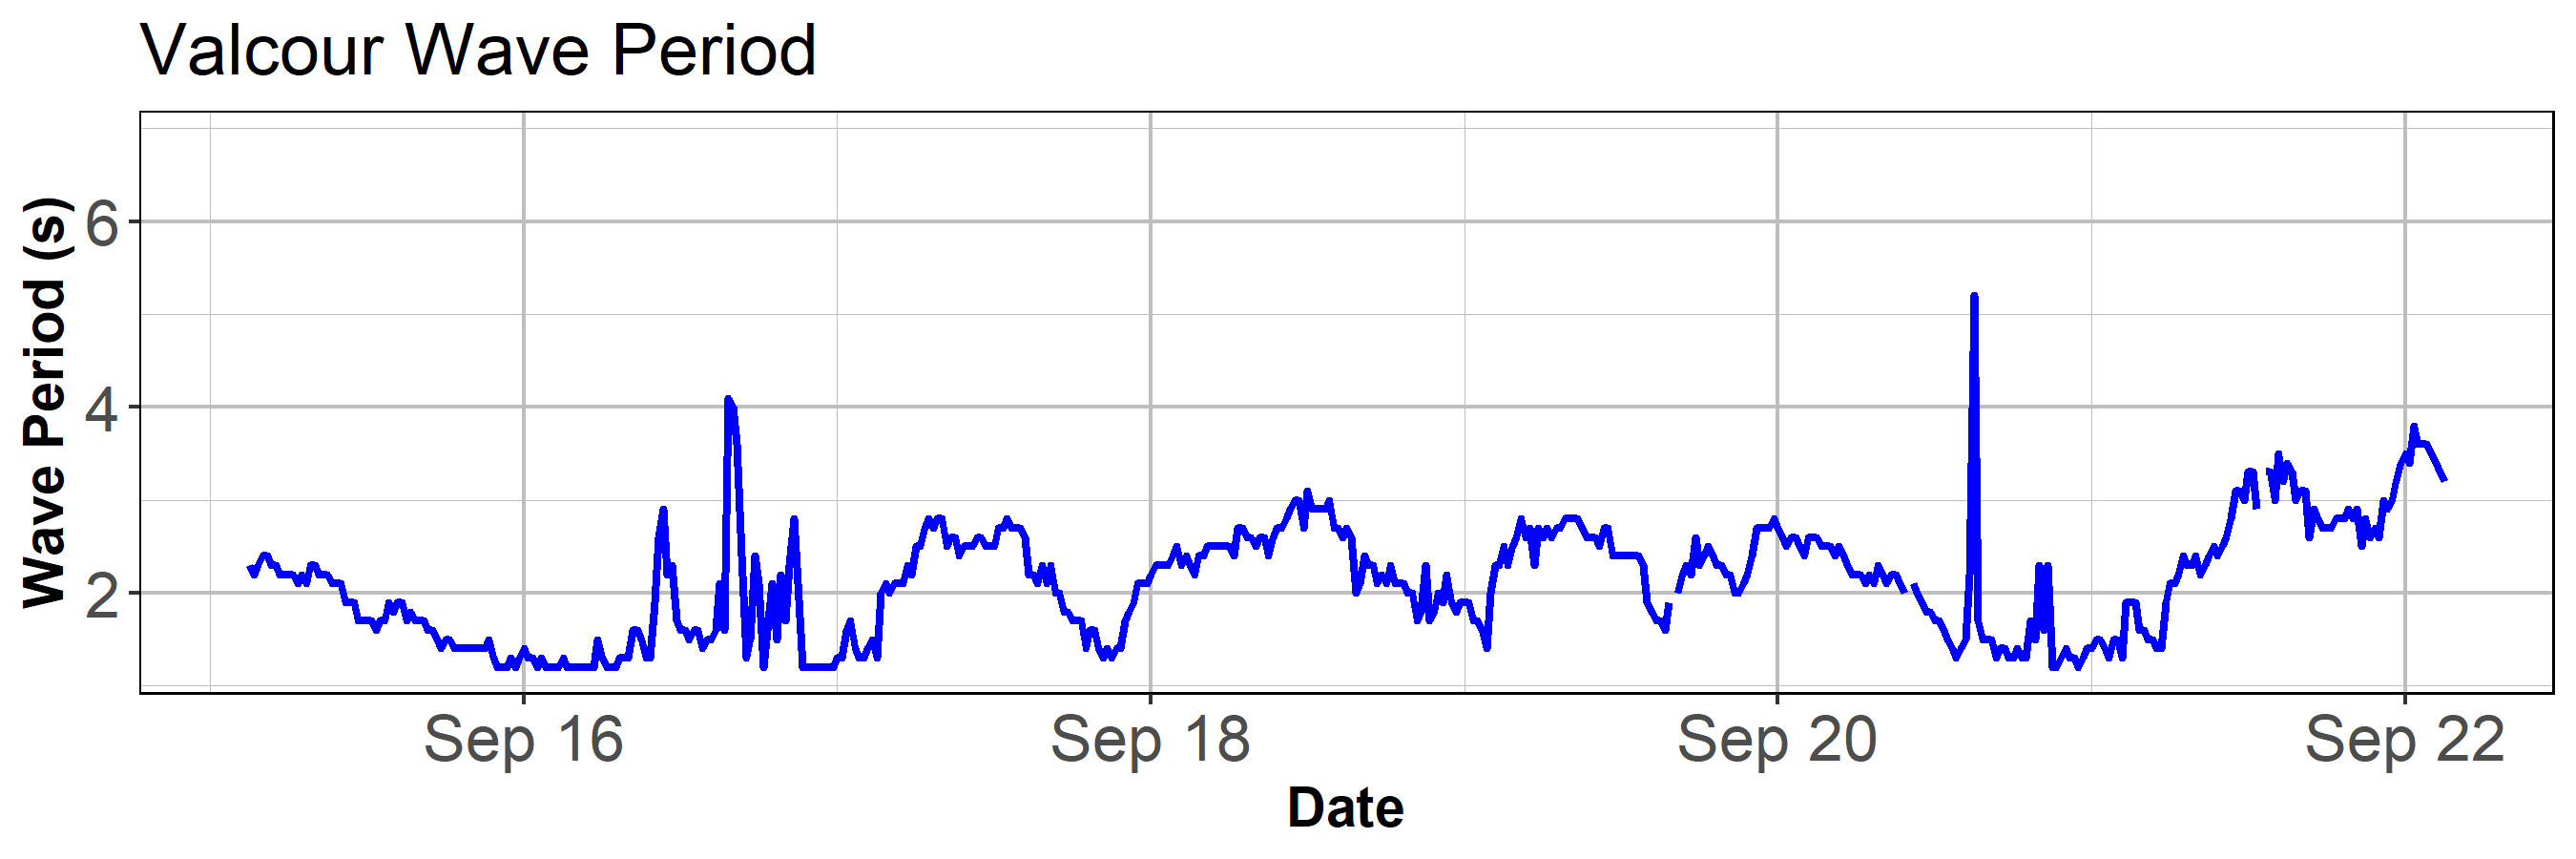 Valcour Wave Period
Wave Period (s)
6
4
2
Sep 16 Sep 18 Sep 20 Sep 22
Date